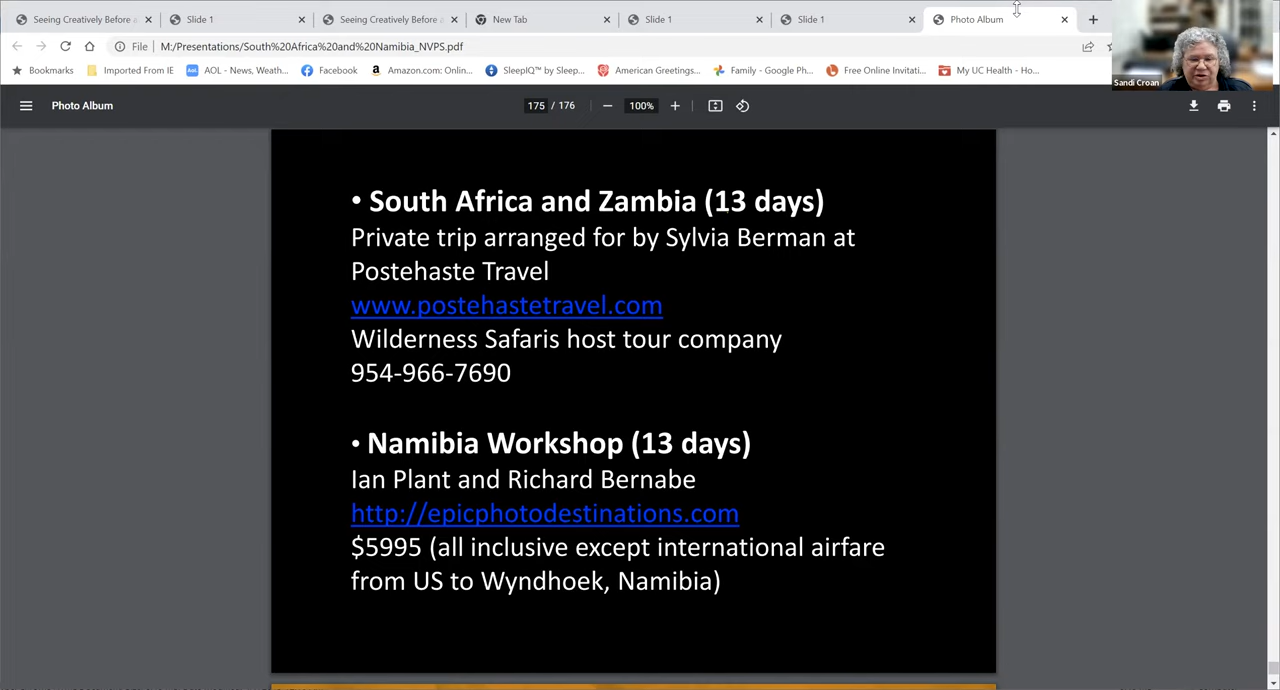 Seeing Creatively Before a
Slide 1
Seeing Creatively Before a
New Tab
Slide 1
Slide 1
Photo Album
File
M:/Presentations/South%20Africa%20and%20Namibia_NVPS.pdf
Bookmarks
Imported From IE
AOL - News, Weath...
Facebook
Amazon.com: Onlin...
SleepIQ™ by Sleep...
American Greetings...
Family - Google Ph...
Free Online Invitati...
My UC Health - Ho...
Sandi Croan
Photo Album
175 / 176
100%
• South Africa and Zambia (13 days)
Private trip arranged for by Sylvia Berman at
Postehaste Travel
www.postehastetravel.com
Wilderness Safaris host tour company
954-966-7690
• Namibia Workshop (13 days)
Ian Plant and Richard Bernabe
http://epicphotodestinations.com
$5995 (all inclusive except international airfare
from US to Wyndhoek, Namibia)